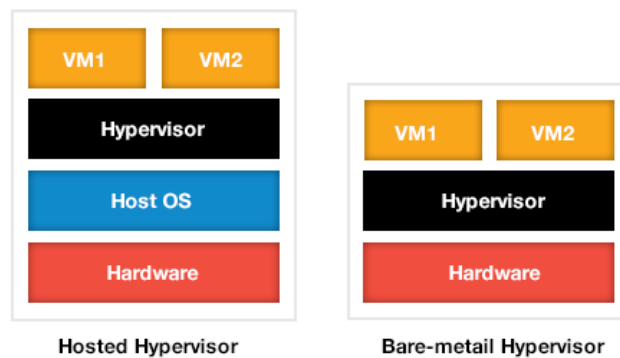 VM1 VM2
Hypervisor
Host OS
Hardware
Hosted Hypervisor
VM1 VM2
Hypervisor
Hardware
Bare-metail Hypervisor